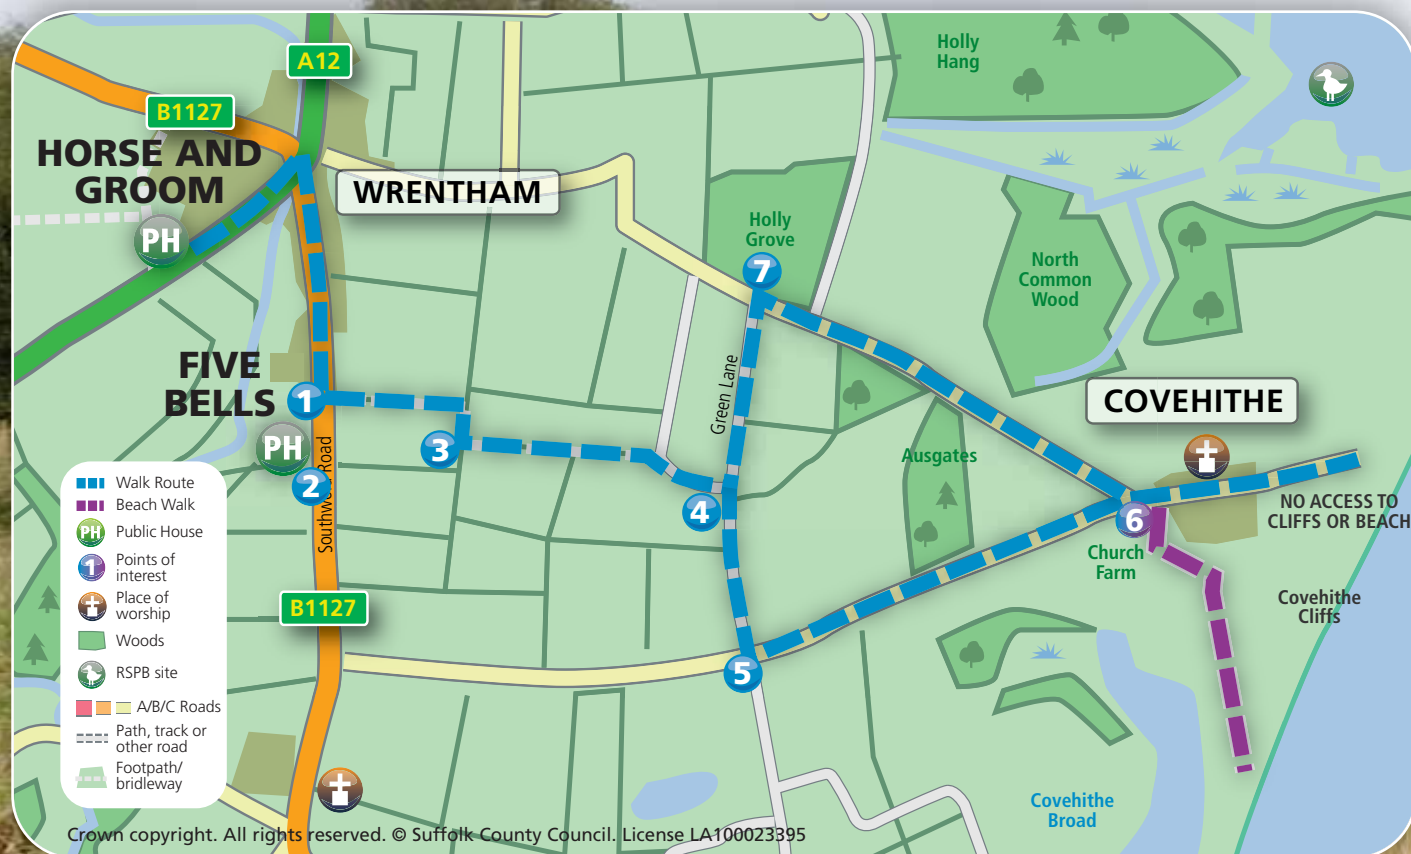 A12
B1127
HORSE AND
GROOM
PH
WRENTHAM
Holly
Hang
Holly
Grove
7
North
Common
Wood
FIVE
BELLS
1
PH
2
3
Green Lane
4
Ausgates
COVEHITHE
NO ACCESS TO
CLIFFS OR BEACH
6
Church
Farm
Covehithe
Cliffs
B1127
5
Covehithe
Broad
Walk Route
Beach Walk
PH Public House
1 Points of
interest
Place of
worship
Woods
RSPB site
A/B/C Roads
Path, track or
other road
Footpath/
bridleway
Crown copyright. All rights reserved. © Suffolk County Council. License LA100023395